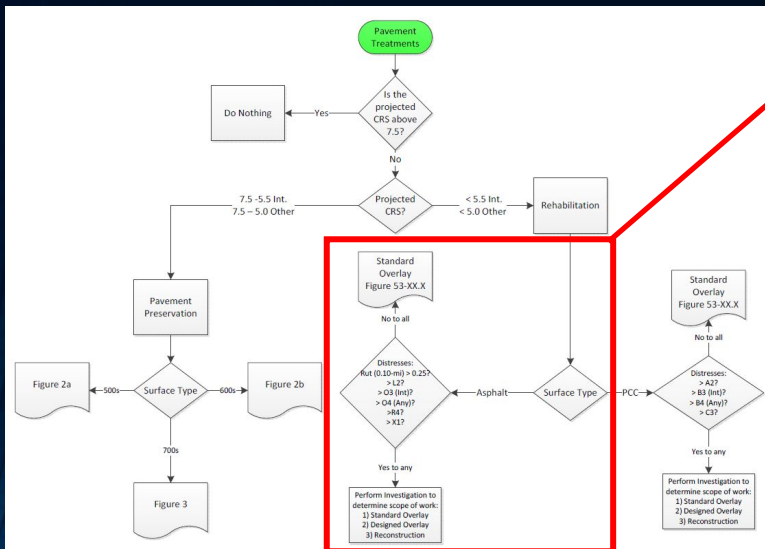 Pavement
Treatments
Is the
projected
CRS above
7.5?
Yes
Do Nothing
No
Projected
CRS?
7.5 -5.5 Int.
7.5 – 5.0 Other
< 5.5 Int.
< 5.0 Other
Rehabilitation
Pavement
Preservation
Surface Type
500s
Figure 2a
600s
Figure 2b
700s
Figure 3
Surface Type
Asphalt
Distresses:
Rut (0.10-mi) > 0.25?
> L2?
> O3 (Int)?
> O4 (Any)?
>R4?
> X1?
No to all
Standard
Overlay
Figure 53-XX.X
Yes to any
Perform Investigation to
determine scope of work:
1) Standard Overlay
2) Designed Overlay
3) Reconstruction
PCC
Distresses:
> A2?
> B3 (Int)?
> B4 (Any)?
> C3?
No to all
Standard
Overlay
Figure 53-XX.X
Yes to any
Perform Investigation to
determine scope of work:
1) Standard Overlay
2) Designed Overlay
3) Reconstruction